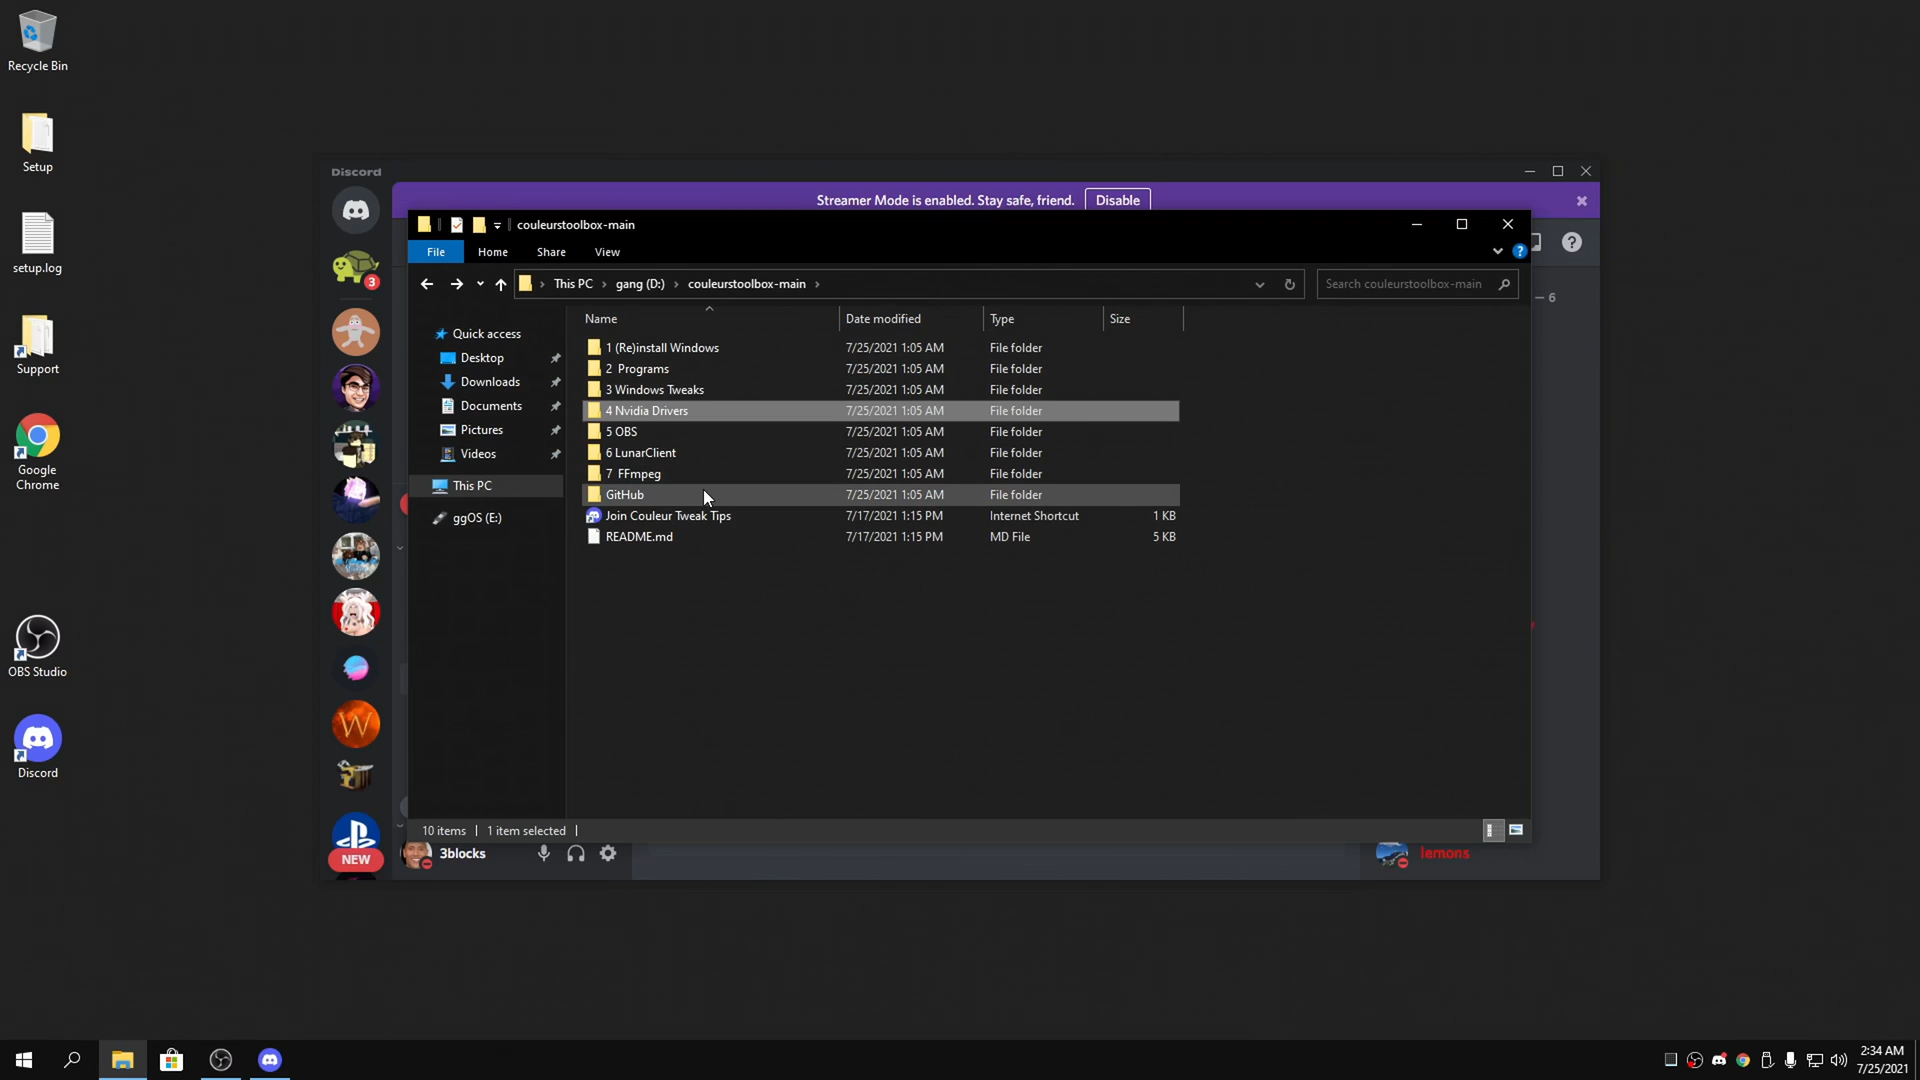 Recycle Bin
Setup
setup.log
Support
Google
Chrome
OBS Studio
Discord
Discord
Streamer Mode is enabled. Stay safe, friend.
Disable
3
W
NEW
couleurstoolbox-main
File
Home
Share
View
This PC
gang (D:)
couleurstoolbox-main
Search couleurstoolbox-main
6
Quick access
Desktop
Downloads
Documents
Pictures
Videos
This PC
ggOS (E:)
Name Date modified Type Size
1 (Re)install Windows 7/25/2021 1:05 AM File folder
2 Programs 7/25/2021 1:05 AM File folder
3 Windows Tweaks 7/25/2021 1:05 AM File folder
4 Nvidia Drivers 7/25/2021 1:05 AM File folder
5 OBS 7/25/2021 1:05 AM File folder
6 LunarClient 7/25/2021 1:05 AM File folder
7 FFmpeg 7/25/2021 1:05 AM File folder
GitHub 7/25/2021 1:05 AM File folder
Join Couleur Tweak Tips 7/17/2021 1:15 PM Internet Shortcut 1 KB
README.md 7/17/2021 1:15 PM MD File 5 KB
10 items 1 item selected
3blocks
lemons
2:34 AM
7/25/2021